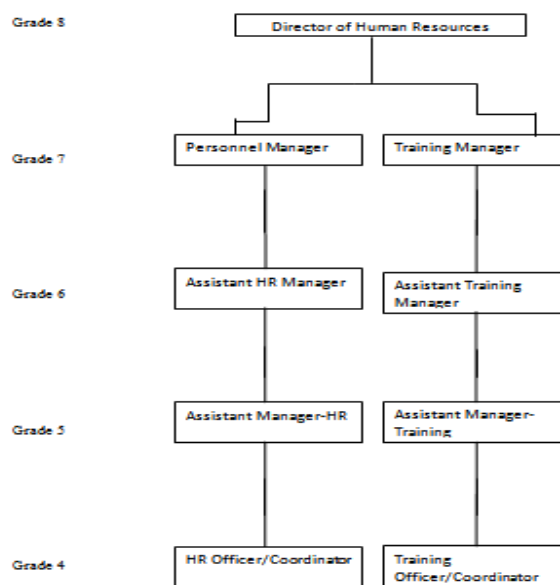 Grade 8
Director of Human Resources
Grade 7
Personnel Manager
Training Manager
Grade 6
Assistant HR Manager
Assistant Training
Manager
Grade 5
Assistant Manager-HR
Assistant Manager-
Training
Grade 4
HR Officer/Coordinator
Training
Officer/Coordinator